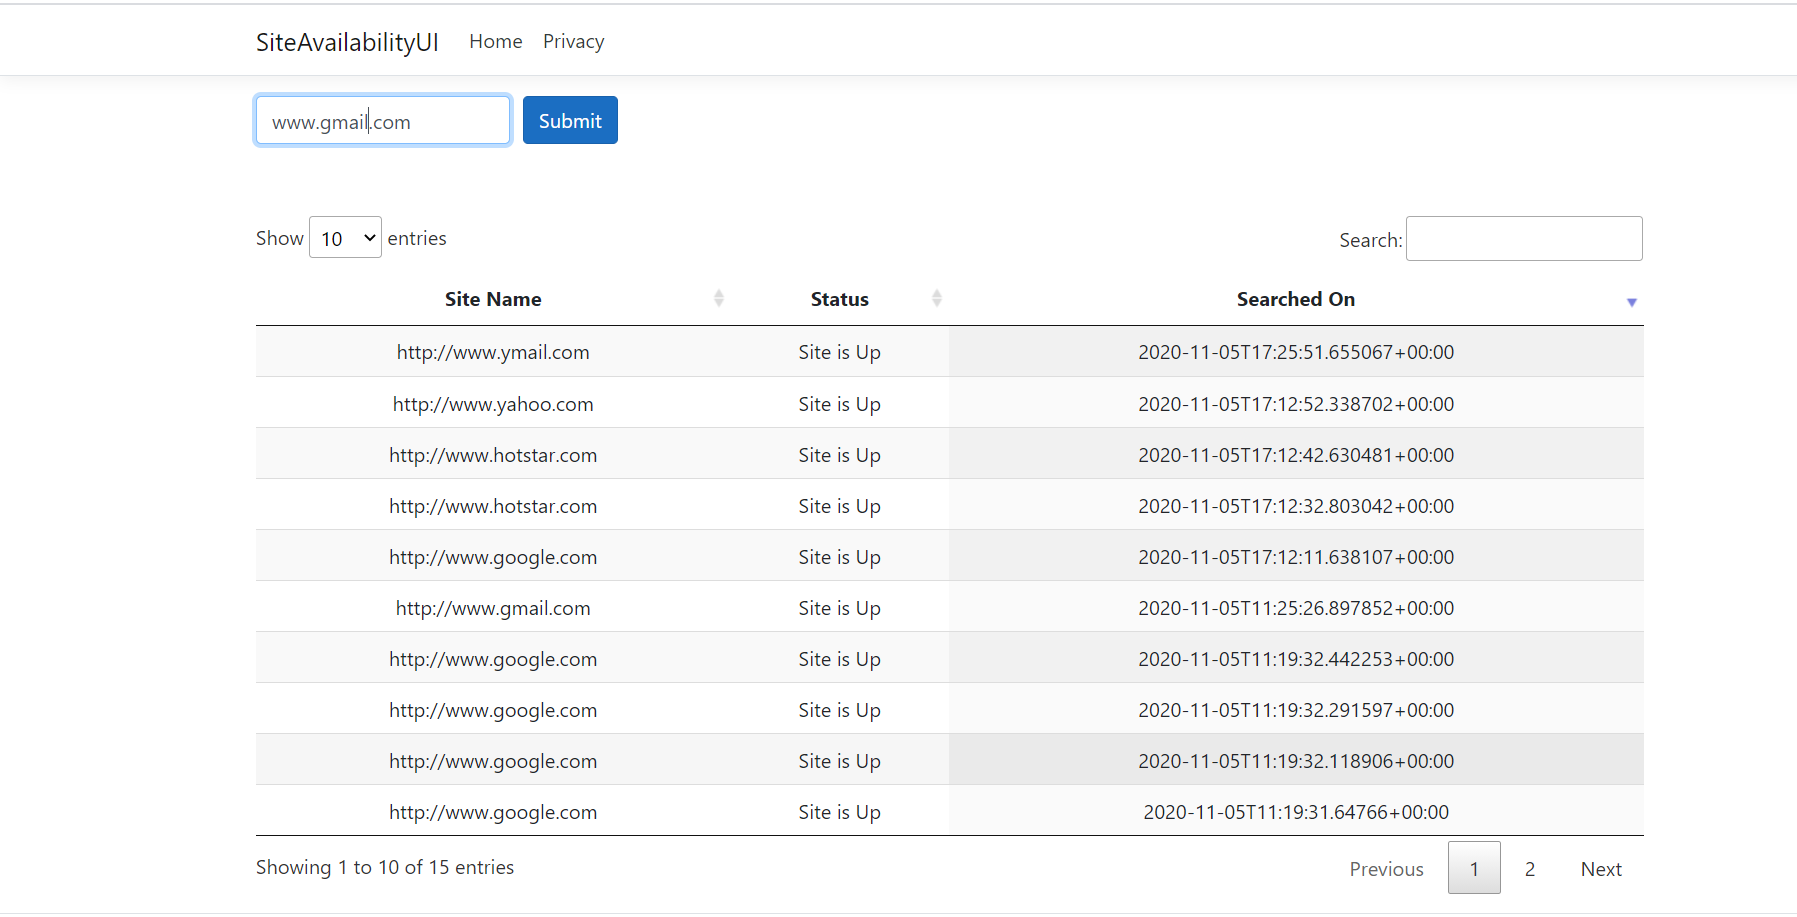 SiteAvailabilityUI Home Privacy
www.gmail.com Submit
Show 10 entries Search:
Site Name Status Searched On
http://www.ymail.com Site is Up 2020-11-05T17:25:51.655067+00:00
http://www.yahoo.com Site is Up 2020-11-05T17:12:52.338702+00:00
http://www.hotstar.com Site is Up 2020-11-05T17:12:42.630481+00:00
http://www.hotstar.com Site is Up 2020-11-05T17:12:32.803042+00:00
http://www.google.com Site is Up 2020-11-05T17:12:11.638107+00:00
http://www.gmail.com Site is Up 2020-11-05T11:25:26.897852+00:00
http://www.google.com Site is Up 2020-11-05T11:19:32.442253+00:00
http://www.google.com Site is Up 2020-11-05T11:19:32.291597+00:00
http://www.google.com Site is Up 2020-11-05T11:19:32.118906+00:00
http://www.google.com Site is Up 2020-11-05T11:19:31.64766+00:00
Showing 1 to 10 of 15 entries Previous 1 2 Next